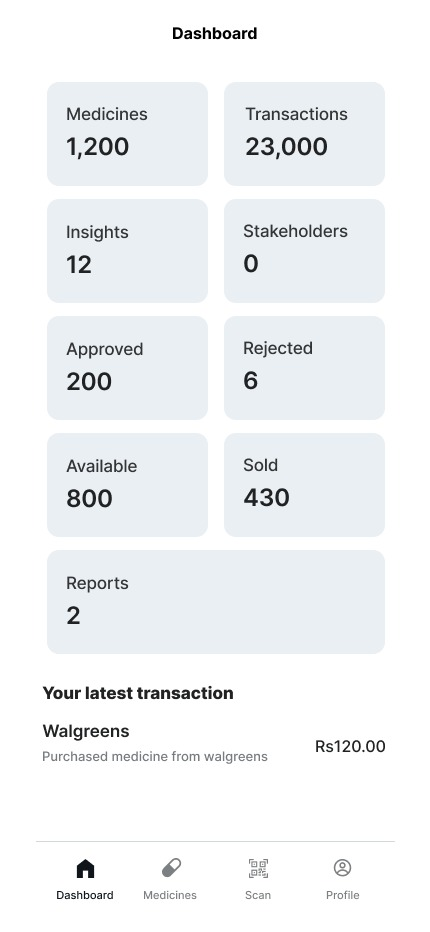 Dashboard
Medicines
1,200
Transactions
23,000
Insights
12
Stakeholders
0
Approved
200
Rejected
6
Available
800
Sold
430
Reports
2
Your latest transaction
Walgreens
Purchased medicine from walgreens
Rs120.00
Dashboard
Medicines
Scan
Profile